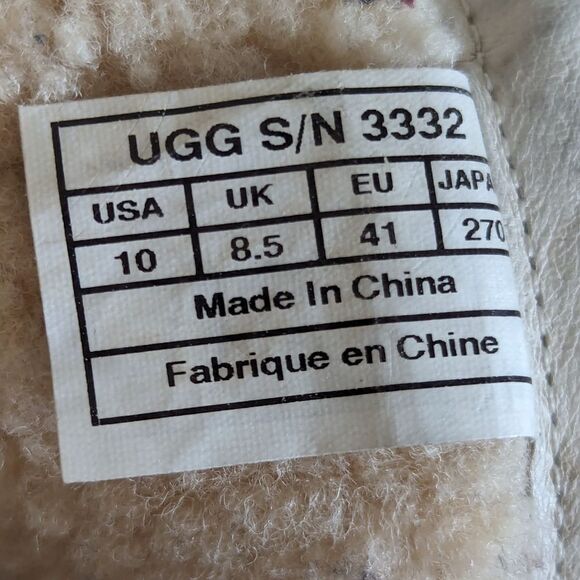 UGG S/N 3332
USA UK EU JAPA
10 8.5 41 270
Made In China
Fabrique en Chine